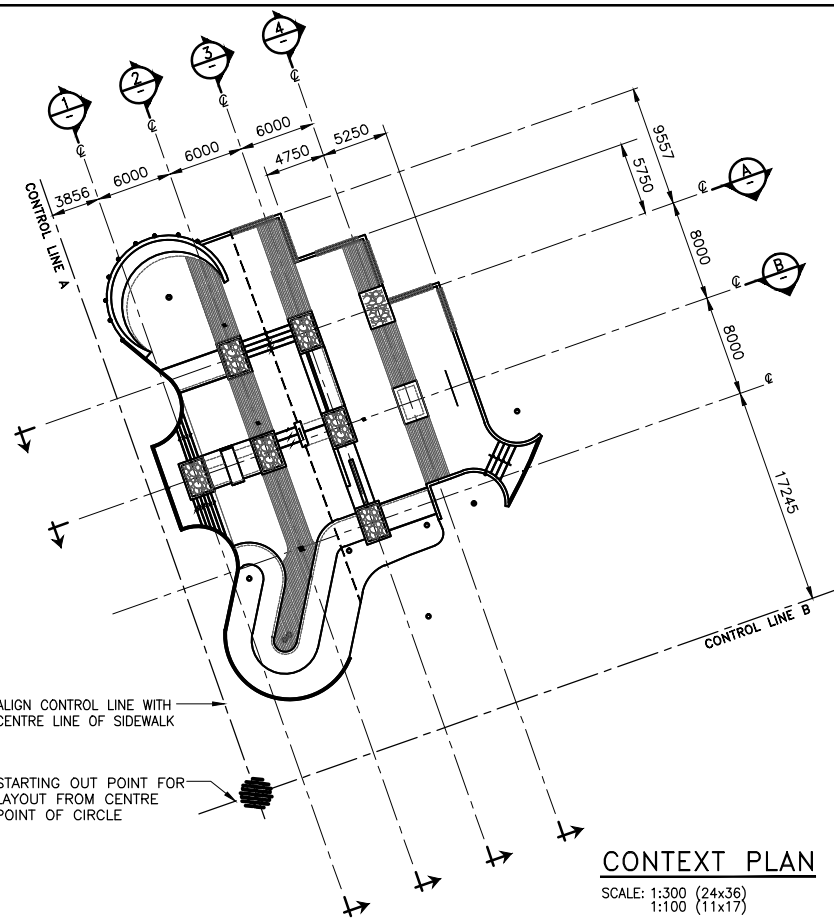 1
-
2
-
3
-
4
-
℄
℄
℄
℄
3856
6000
6000
6000
4750
5250
9557
5750
8000
8000
17245
℄
A
-
℄
B
-
℄
CONTROL LINE A
CONTROL LINE B
ALIGN CONTROL LINE WITH
CENTRE LINE OF SIDEWALK
STARTING OUT POINT FOR
LAYOUT FROM CENTRE
POINT OF CIRCLE
CONTEXT PLAN
SCALE: 1:300 (24x36)
1:100 (11x17)